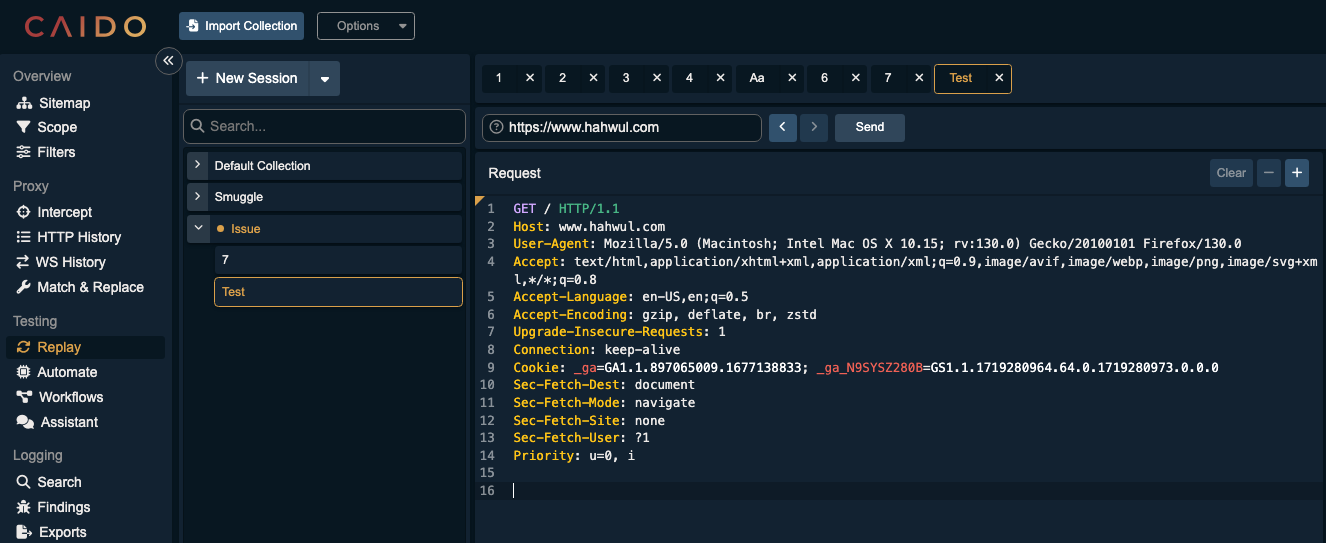 CAIDO
Import Collection
Options
Overview
Sitemap
Scope
Filters
Proxy
Intercept
HTTP History
WS History
Match & Replace
Testing
Replay
Automate
Workflows
Assistant
Logging
Search
Findings
Exports
+ New Session
Search...
Default Collection
Smuggle
Issue
7
Test
1 × 2 × 3 × 4 × Aa × 6 × 7 × Test ×
https://www.hahwul.com
< > Send
Request
Clear − +
1 GET / HTTP/1.1
2 Host: www.hahwul.com
3 User-Agent: Mozilla/5.0 (Macintosh; Intel Mac OS X 10.15; rv:130.0) Gecko/20100101 Firefox/130.0
4 Accept: text/html,application/xhtml+xml,application/xml;q=0.9,image/avif,image/webp,image/png,image/svg+xm
l,*/*;q=0.8
5 Accept-Language: en-US,en;q=0.5
6 Accept-Encoding: gzip, deflate, br, zstd
7 Upgrade-Insecure-Requests: 1
8 Connection: keep-alive
9 Cookie: _ga=GA1.1.897065009.1677138833; _ga_N9SYSZ280B=GS1.1.1719280964.64.0.1719280973.0.0.0
10 Sec-Fetch-Dest: document
11 Sec-Fetch-Mode: navigate
12 Sec-Fetch-Site: none
13 Sec-Fetch-User: ?1
14 Priority: u=0, i
15
16